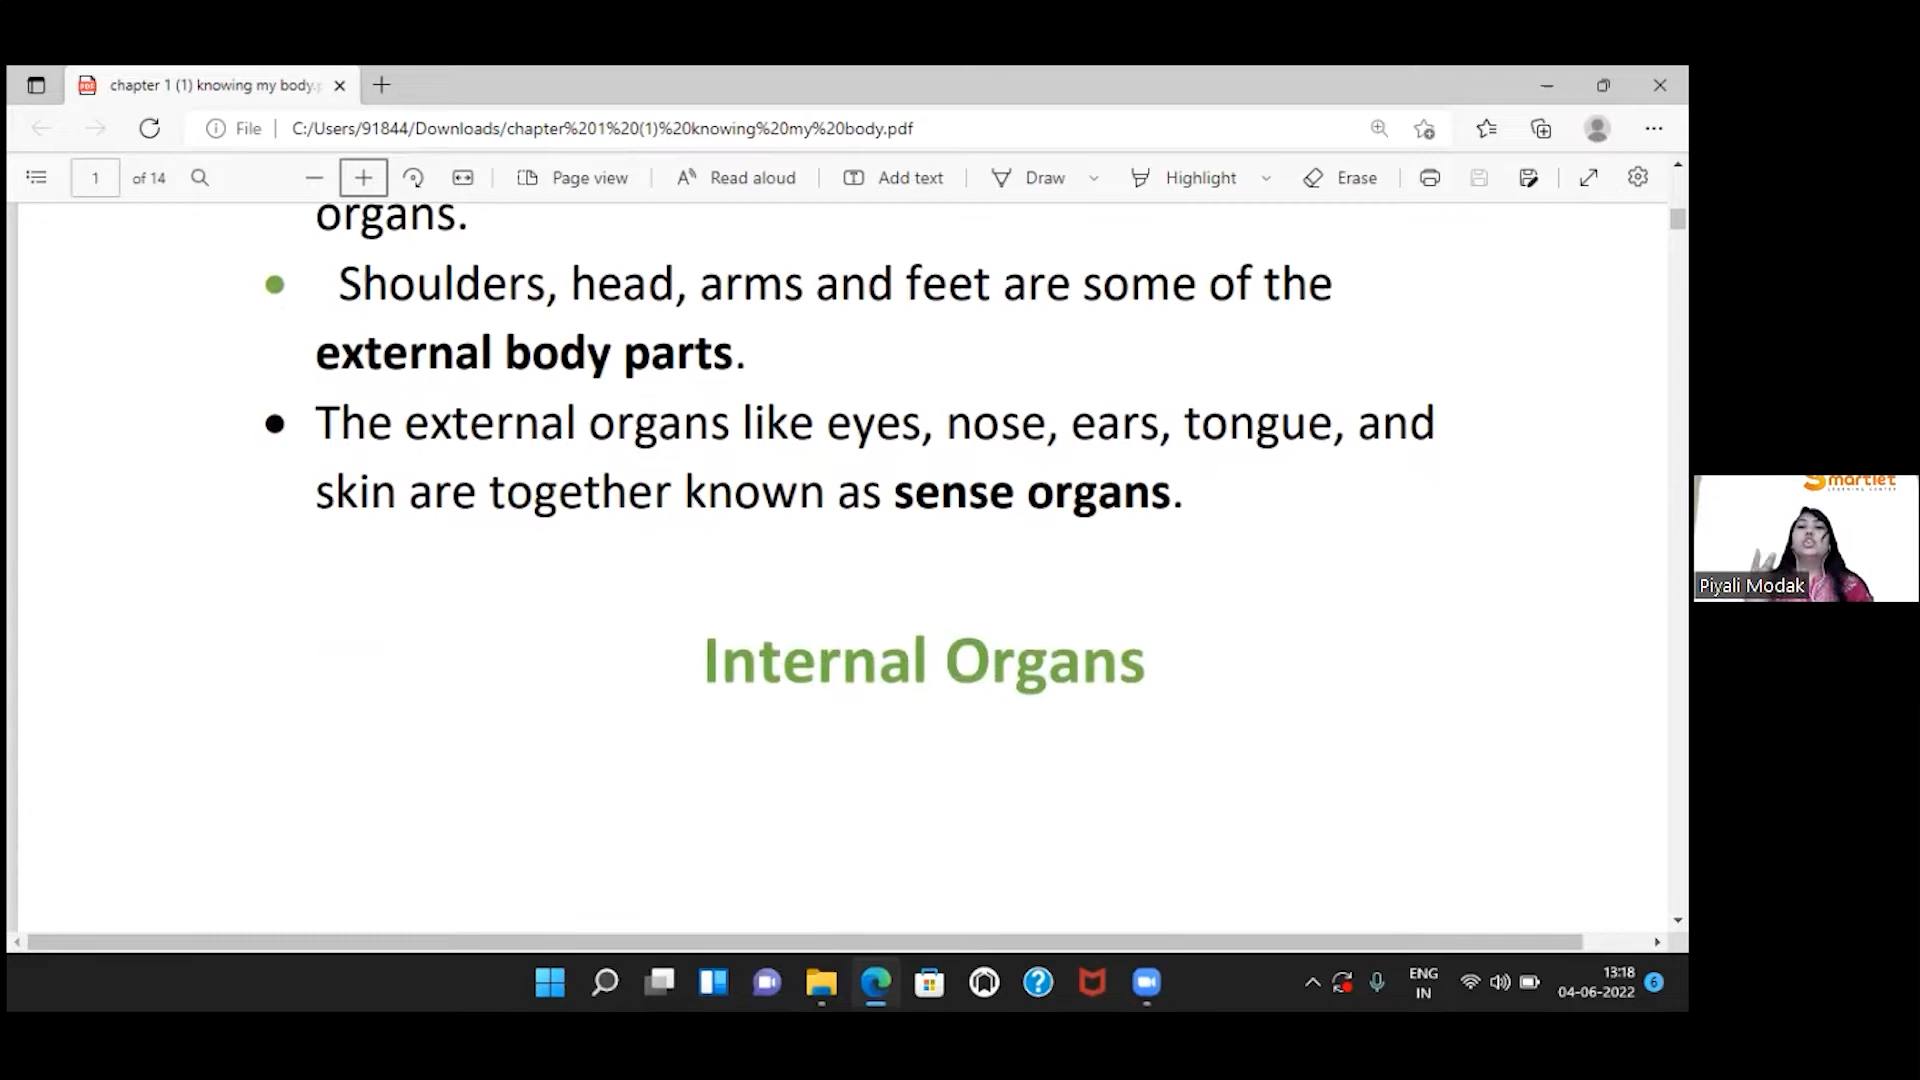 chapter 1 (1) knowing my body.p
File
C:/Users/91844/Downloads/chapter%201%20(1)%20knowing%20my%20body.pdf
1 of 14
Page view
Read aloud
Add text
Draw
Highlight
Erase
organs.
Shoulders, head, arms and feet are some of the
external body parts.
The external organs like eyes, nose, ears, tongue, and
skin are together known as sense organs.
Internal Organs
Smartlet
Piyali Modak
ENG
IN
13:18
04-06-2022
6